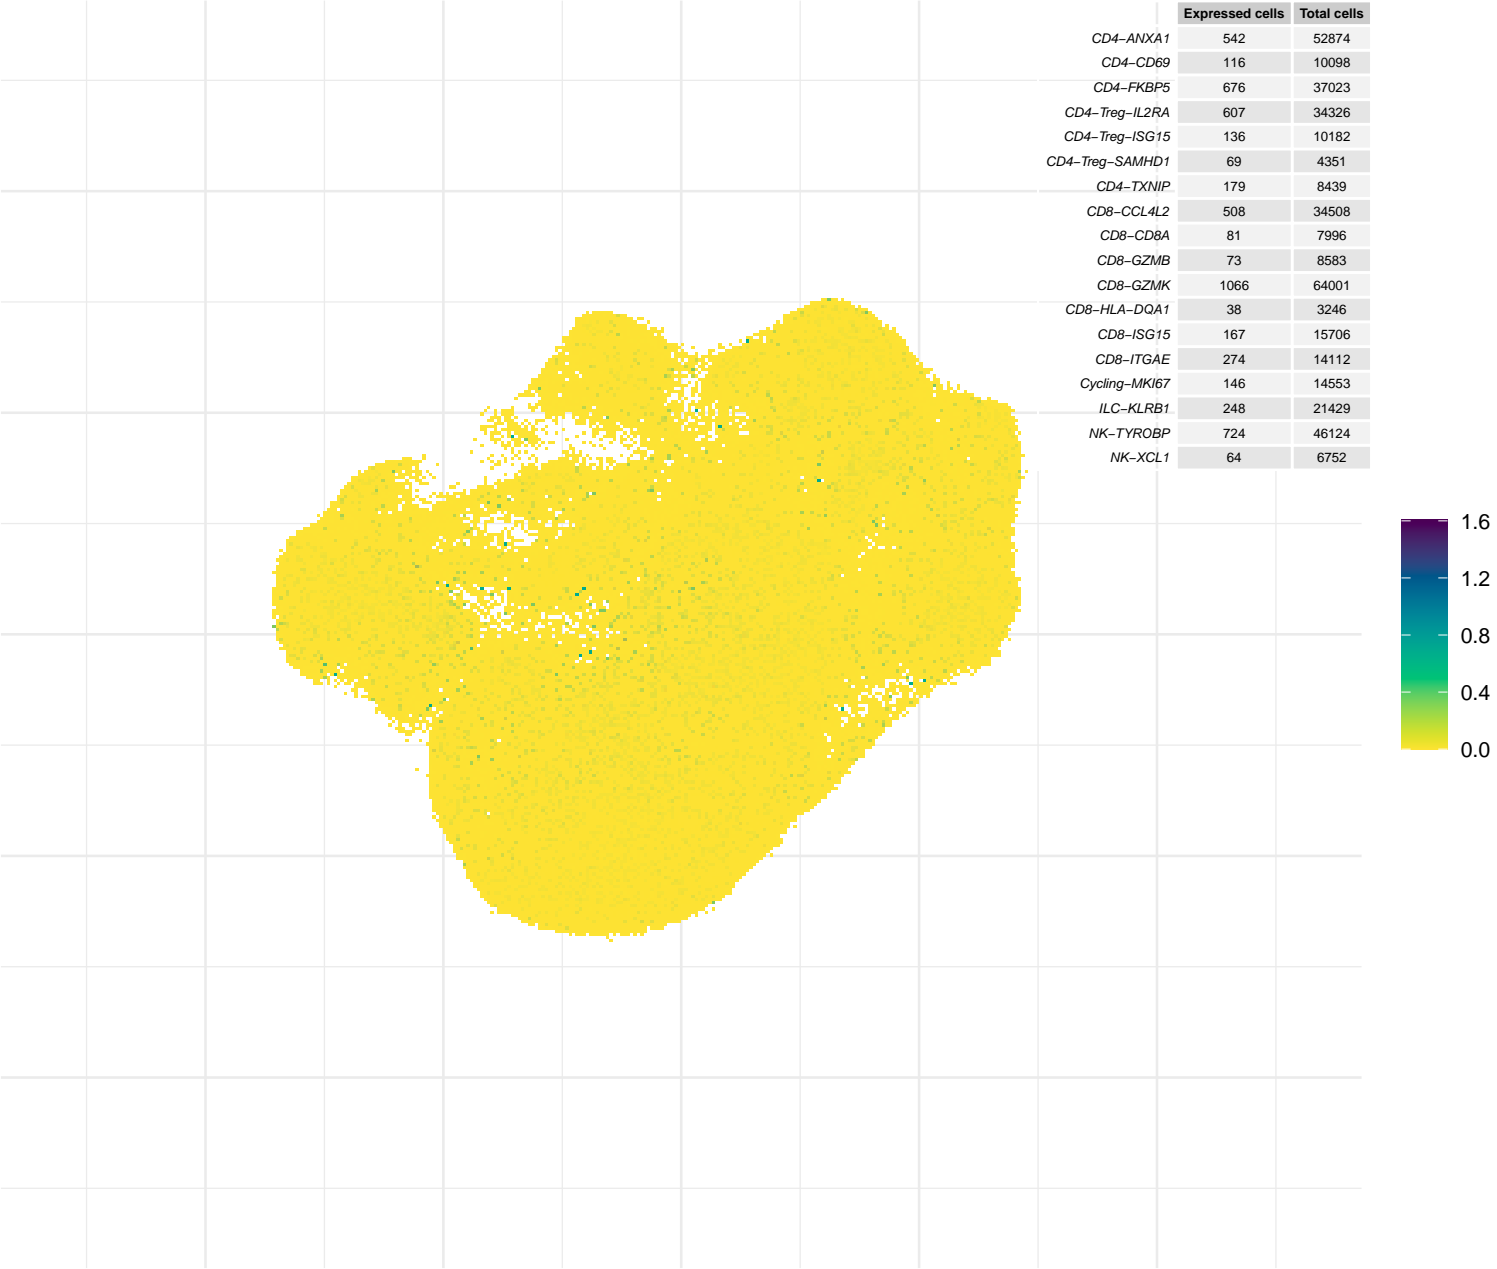 Expressed cells Total cells
CD4−ANXA1 542 52874
CD4−CD69 116 10098
CD4−FKBP5 676 37023
CD4−Treg−IL2RA 607 34326
CD4−Treg−ISG15 136 10182
CD4−Treg−SAMHD1 69 4351
CD4−TXNIP 179 8439
CD8−CCL4L2 508 34508
CD8−CD8A 81 7996
CD8−GZMB 73 8583
CD8−GZMK 1066 64001
CD8−HLA−DQA1 38 3246
CD8−ISG15 167 15706
CD8−ITGAE 274 14112
Cycling−MKI67 146 14553
ILC−KLRB1 248 21429
NK−TYROBP 724 46124
NK−XCL1 64 6752
1.6
1.2
0.8
0.4
0.0